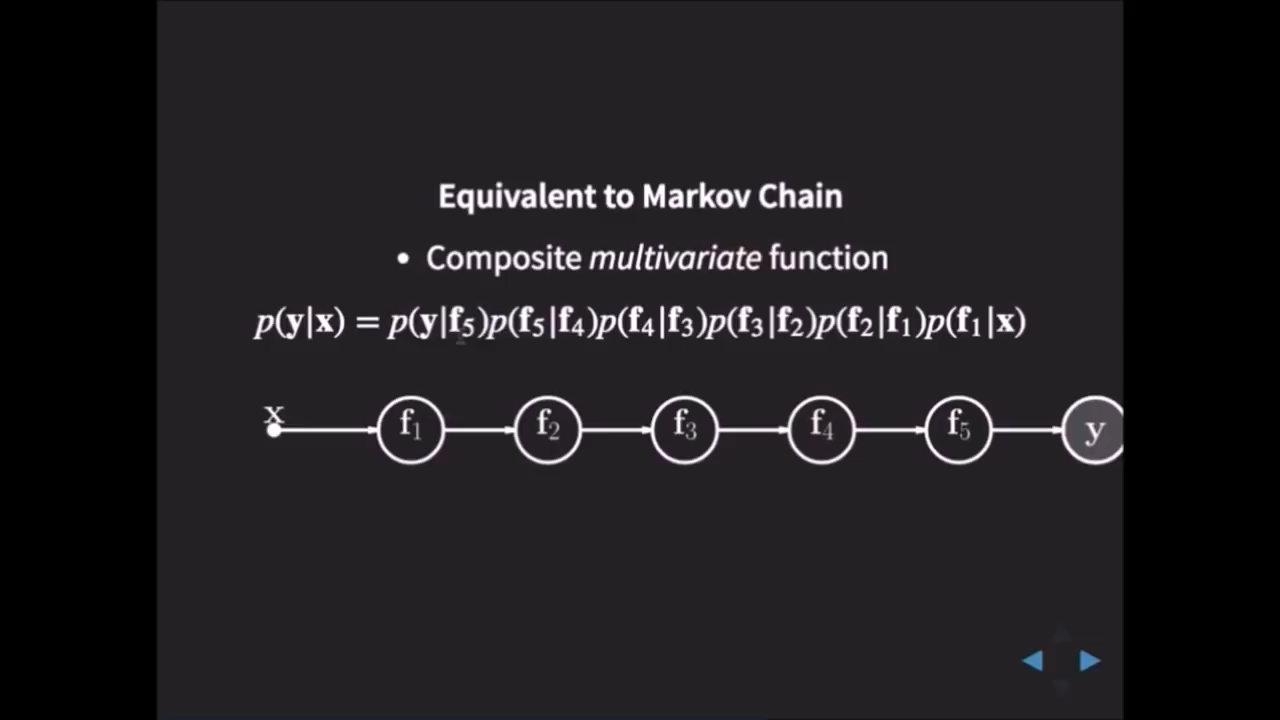 Equivalent to Markov Chain
• Composite multivariate function
p(y|x) = p(y|f₅)p(f₅|f₄)p(f₄|f₃)p(f₃|f₂)p(f₂|f₁)p(f₁|x)
x f₁ f₂ f₃ f₄ f₅ y